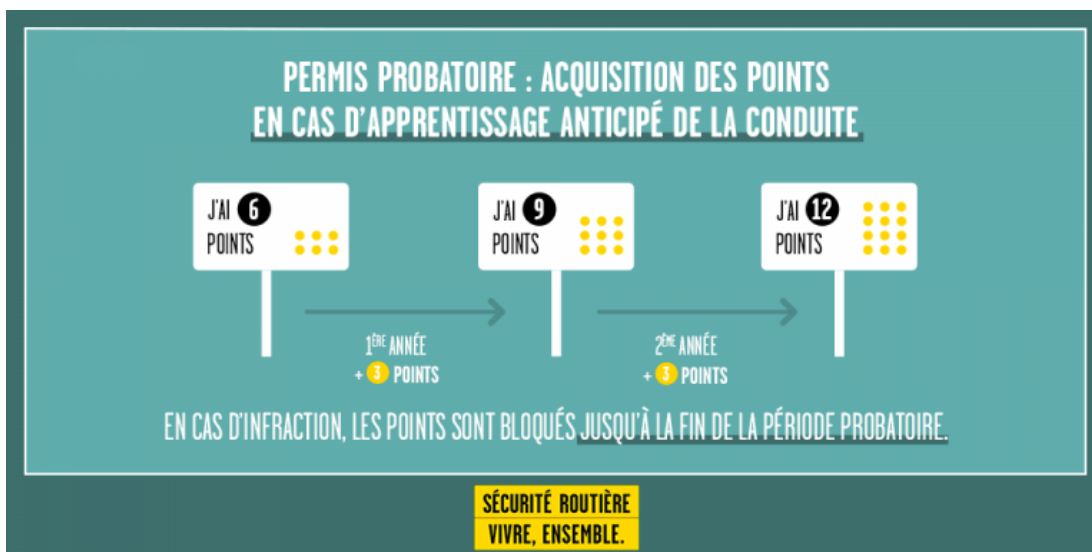 PERMIS PROBATOIRE : ACQUISITION DES POINTS
EN CAS D'APPRENTISSAGE ANTICIPÉ DE LA CONDUITE
J'AI 6
POINTS
J'AI 9
POINTS
J'AI 12
POINTS
1ÈRE ANNÉE
+ 3 POINTS
2ÈME ANNÉE
+ 3 POINTS
EN CAS D'INFRACTION, LES POINTS SONT BLOQUÉS JUSQU'À LA FIN DE LA PÉRIODE PROBATOIRE.
SÉCURITÉ ROUTIÈRE
VIVRE, ENSEMBLE.